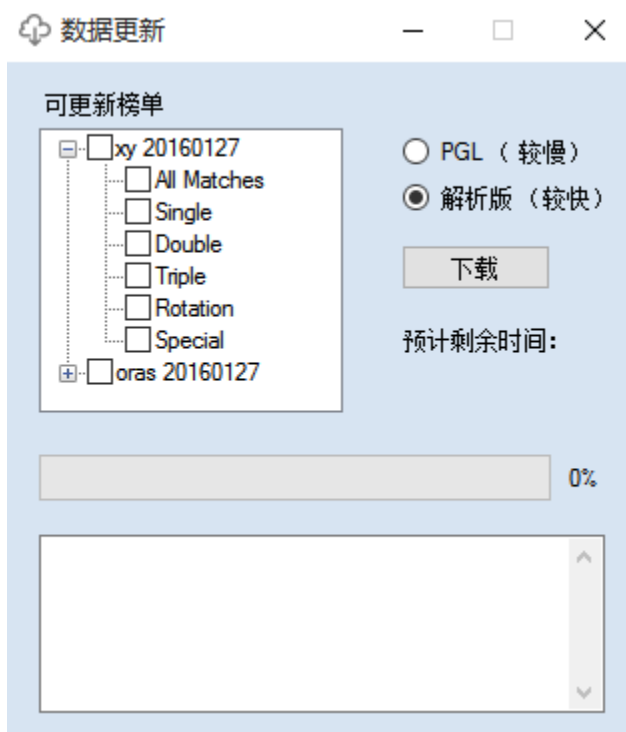 数据更新
可更新榜单
xy 20160127
All Matches
Single
Double
Triple
Rotation
Special
oras 20160127
PGL（ 较慢）
解析版（较快）
下载
预计剩余时间：
0%